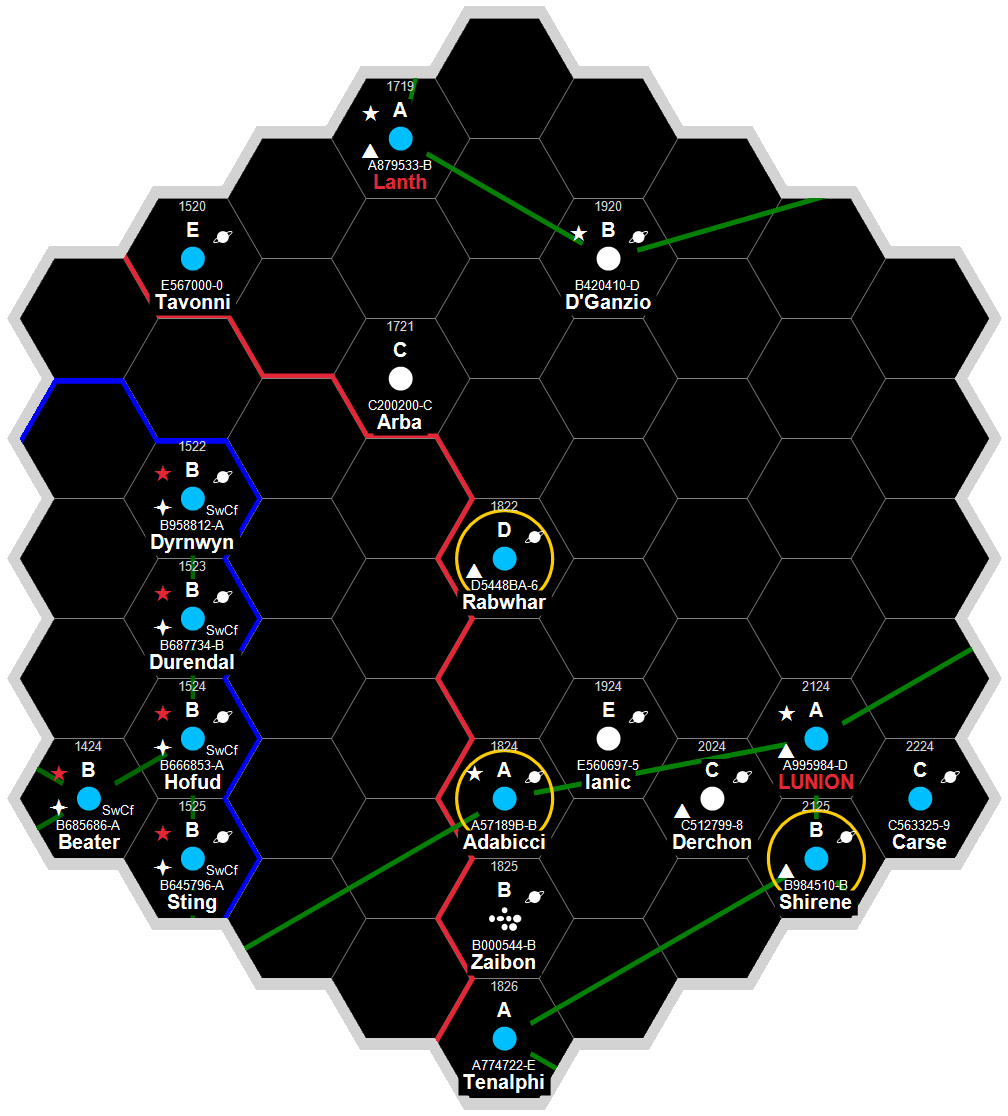 1719
A
A879533-B
Lanth
1520
E
E567000-0
Tavonni
1920
B
B420410-D
D'Ganzio
1721
C
C200200-C
Arba
1522
B
SwCf
B958812-A
Dyrnwyn
1822
D
D5448BA-6
Rabwhar
1523
B
SwCf
B687734-B
Durendal
1524
B
SwCf
B666853-A
Hofud
1924
E
E560697-5
Ianic
2124
A
A995984-D
LUNION
1424
B
SwCf
B685686-A
Beater
1824
A
A57189B-B
Adabicci
2024
C
C512799-8
Derchon
2224
C
C563325-9
Carse
1525
B
SwCf
B645796-A
Sting
2125
B
B984510-B
Shirene
1825
B
B000544-B
Zaibon
1826
A
A774722-E
Tenalphi